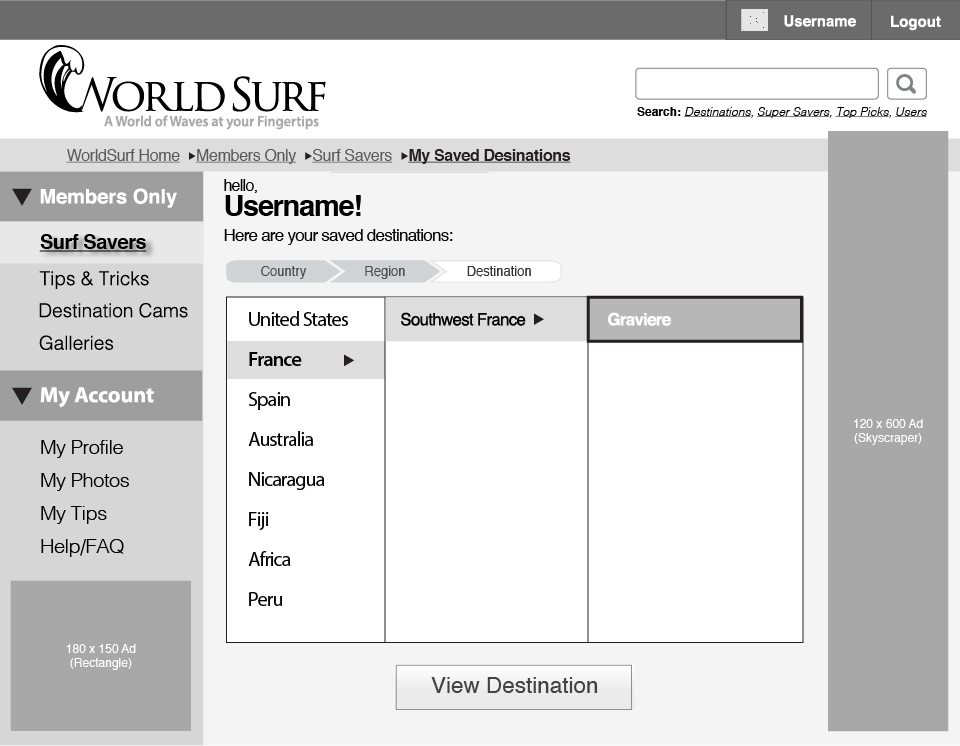 Username
Logout
WORLD SURF
A World of Waves at your Fingertips
Search: Destinations, Super Savers, Top Picks, Users
WorldSurf Home ▸Members Only ▸Surf Savers ▸My Saved Desinations
Members Only
Surf Savers
Tips & Tricks
Destination Cams
Galleries
My Account
My Profile
My Photos
My Tips
Help/FAQ
180 x 150 Ad
(Rectangle)
hello,
Username!
Here are your saved destinations:
Country
Region
Destination
United States
France
Spain
Australia
Nicaragua
Fiji
Africa
Peru
Southwest France
Graviere
View Destination
120 x 600 Ad
(Skyscraper)